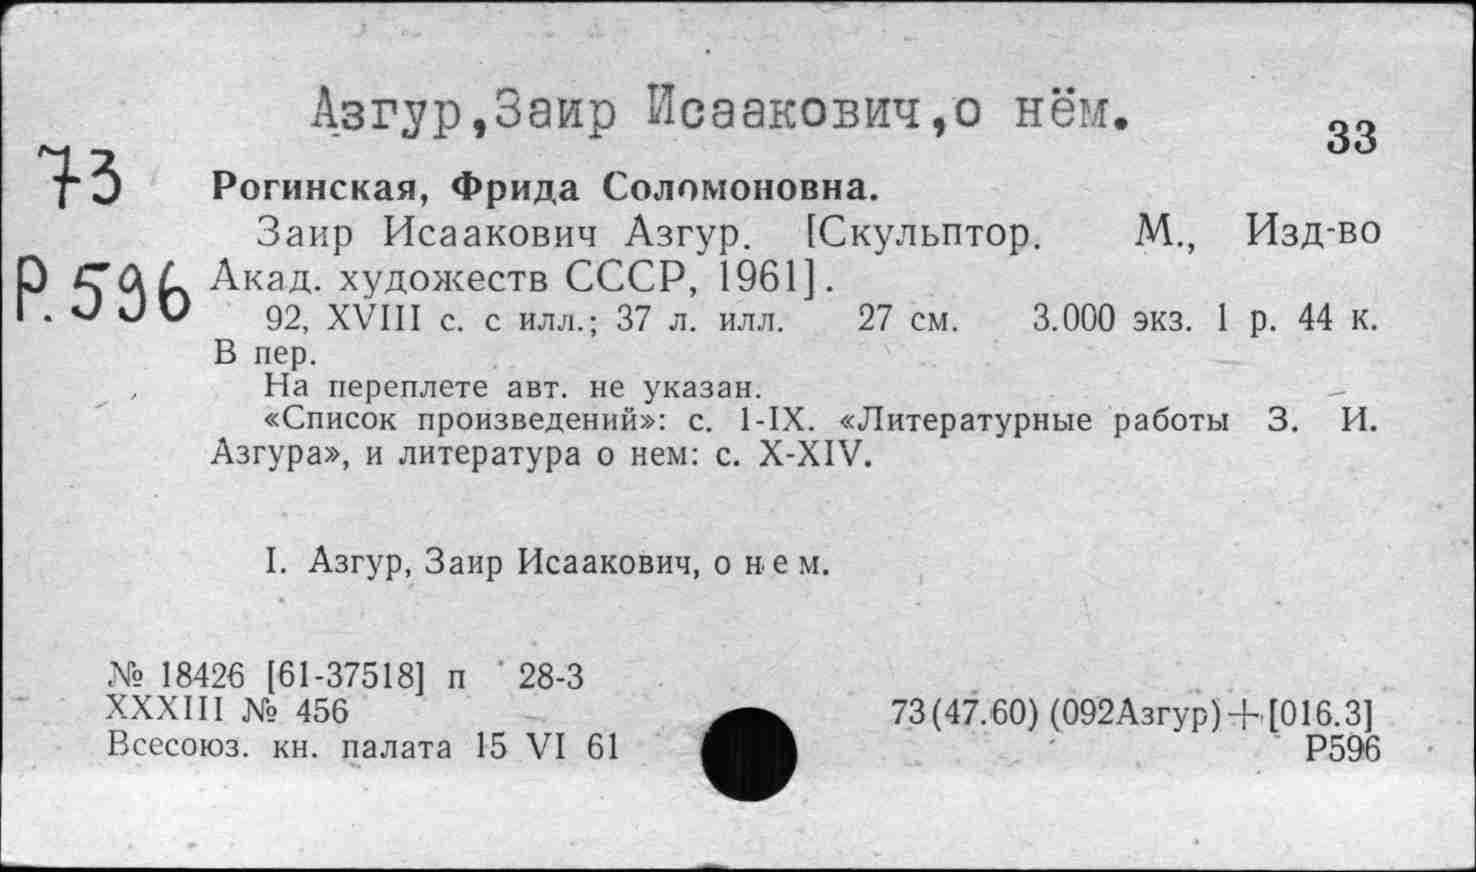 Азгур,Заир Исаакович,о нём.
33
73
Рогинская, Фрида Соломоновна.
Заир Исаакович Азгур. [Скульптор. М., Изд-во
Р.596
Акад. художеств СССР, 1961].
92, XVIII с. с илл.; 37 л. илл. 27 см. 3.000 экз. 1 р. 44 к.
В пер.
На переплете авт. не указан.
«Список произведений»: с. I-IX. «Литературные работы З. И.
Азгура», и литература о нем: с. X-XIV.
I. Азгур, Заир Исаакович, о н е м.
№ 18426 [61-37518] п 28-3
XXXIII № 456
73(47.60) (092Азгур)+[016.3]
Всесоюз. кн. палата 15 VI 61
Р596